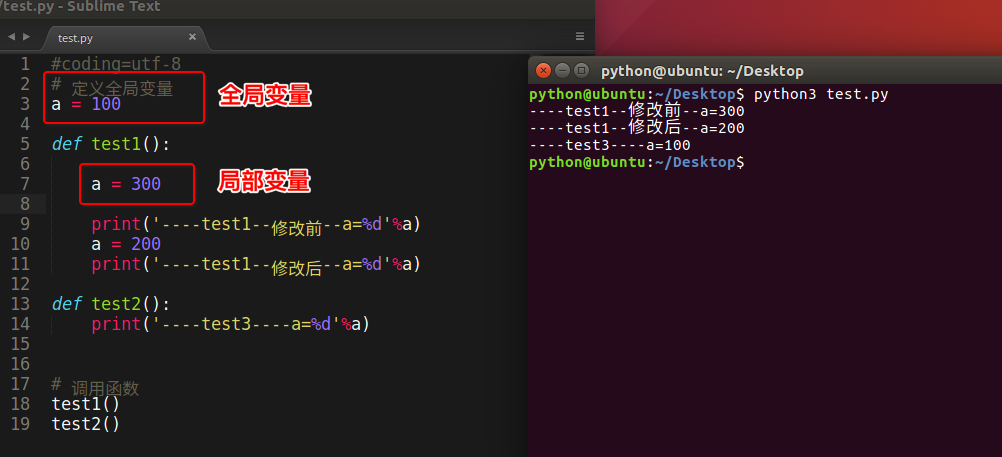 /test.py - Sublime Text
test.py
1 #coding=utf-8
2 # 定义全局变量
3 a = 100
全局变量
4
5 def test1():
6
7     a = 300
局部变量
8
9     print('----test1--修改前--a=%d'%a)
10     a = 200
11     print('----test1--修改后--a=%d'%a)
12
13 def test2():
14     print('----test3----a=%d'%a)
15
16
17 # 调用函数
18 test1()
19 test2()
python@ubuntu: ~/Desktop
python@ubuntu:~/Desktop$ python3 test.py
----test1--修改前--a=300
----test1--修改后--a=200
----test3----a=100
python@ubuntu:~/Desktop$